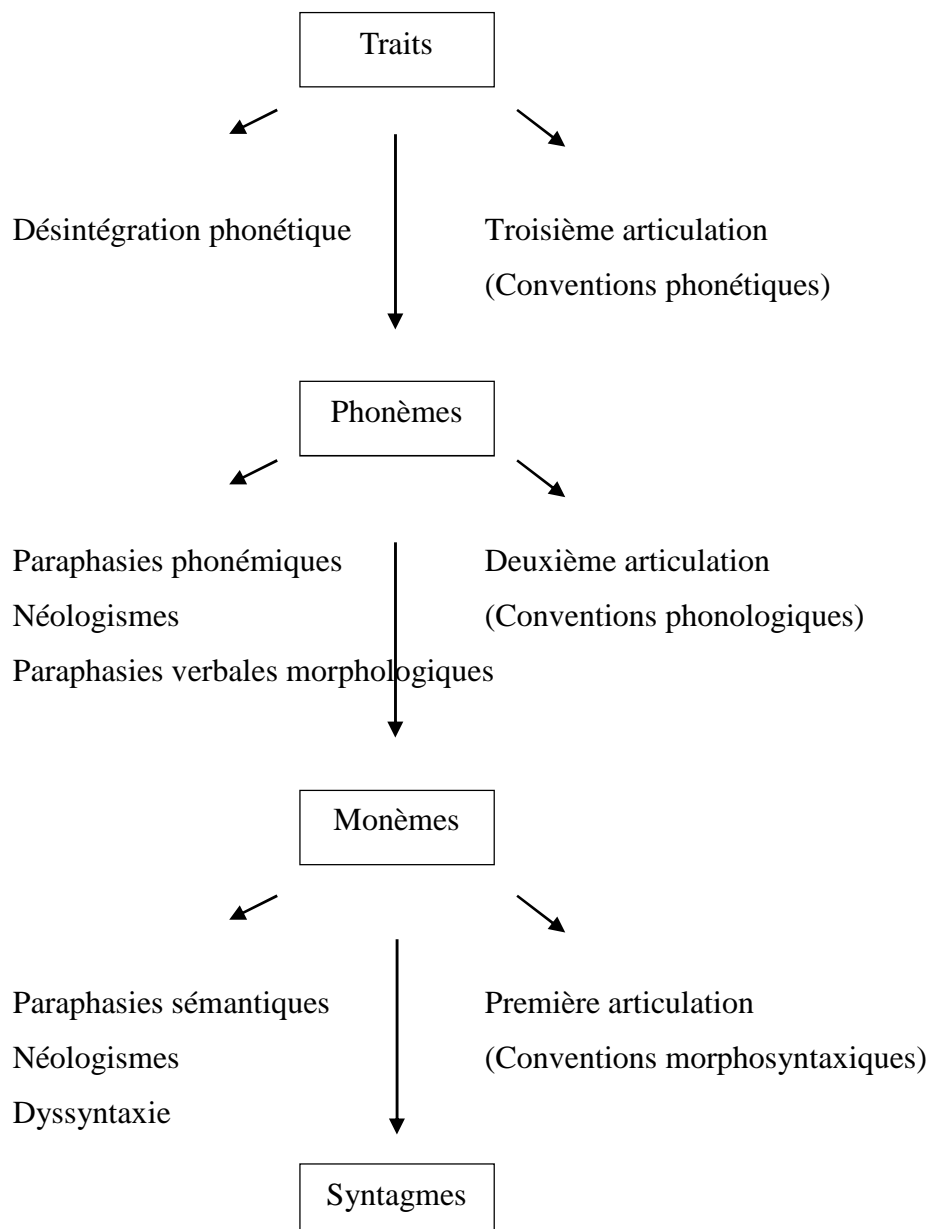 Traits
Désintégration phonétique
Troisième articulation
(Conventions phonétiques)
Phonèmes
Paraphasies phonémiques
Néologismes
Paraphasies verbales morphologiques
Deuxième articulation
(Conventions phonologiques)
Monèmes
Paraphasies sémantiques
Néologismes
Dyssyntaxie
Première articulation
(Conventions morphosyntaxiques)
Syntagmes